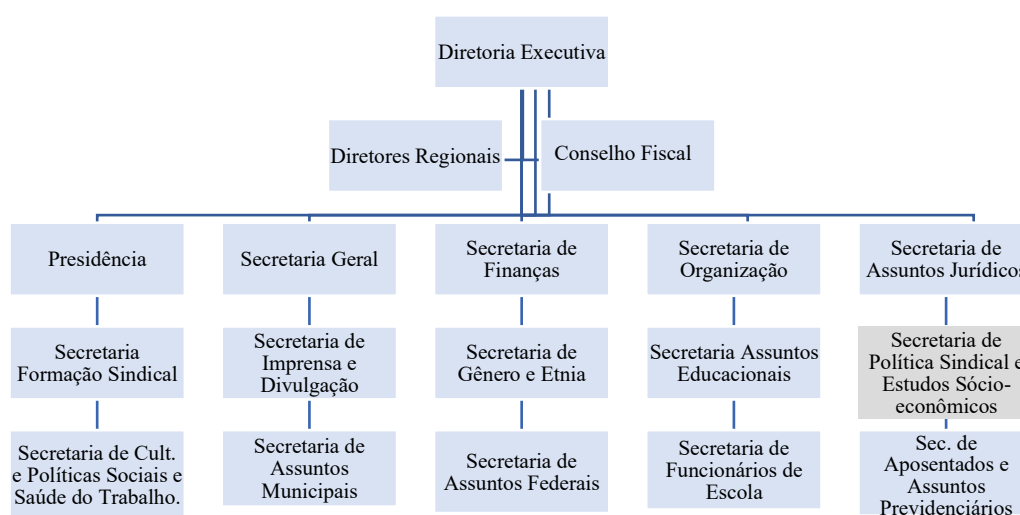 Diretoria Executiva
Diretores Regionais
Conselho Fiscal
Presidência
Secretaria Geral
Secretaria de
Finanças
Secretaria de
Organização
Secretaria de
Assuntos Jurídicos
Secretaria
Formação Sindical
Secretaria de
Imprensa e
Divulgação
Secretaria de
Gênero e Etnia
Secretaria Assuntos
Educacionais
Secretaria de
Política Sindical e
Estudos Sócio-
econômicos
Secretaria de Cult.
e Políticas Sociais e
Saúde do Trabalho.
Secretaria de
Assuntos
Municipais
Secretaria de
Assuntos Federais
Secretaria de
Funcionários de
Escola
Sec. de
Aposentados e
Assuntos
Previdenciários